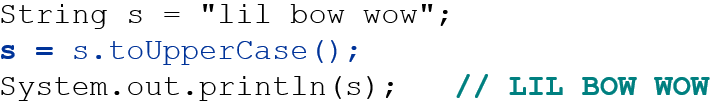 String s = "lil bow wow";
s = s.toUpperCase();
System.out.println(s);   // LIL BOW WOW